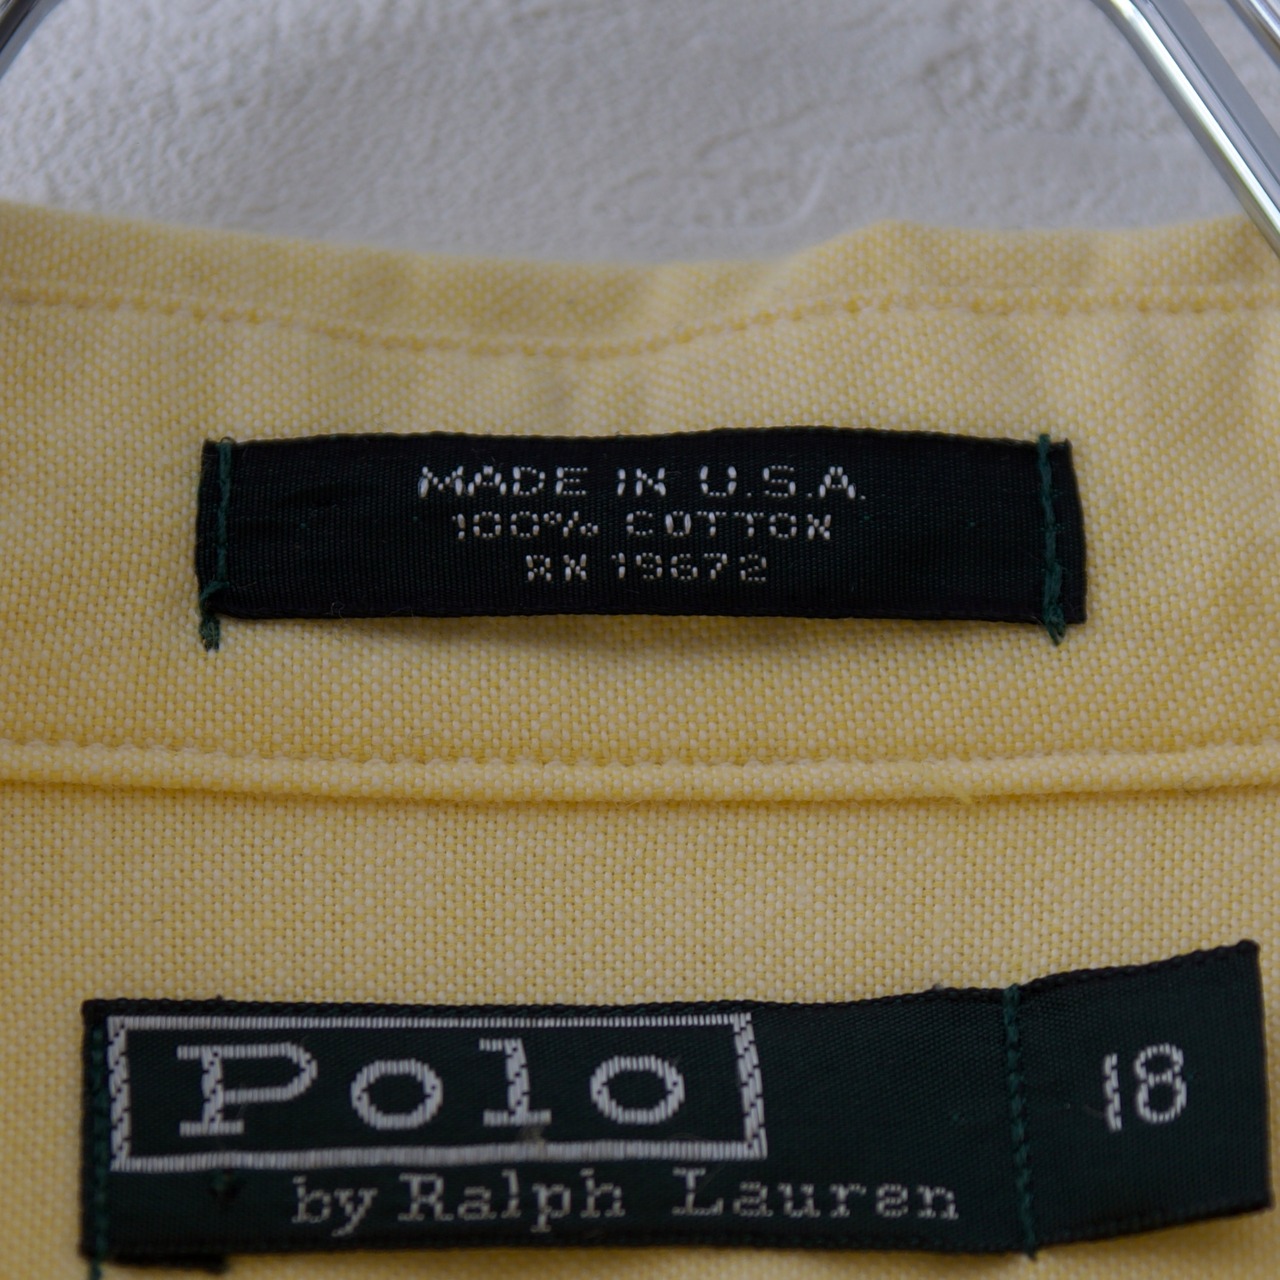 MADE IN U.S.A.
100% COTTON
RN 19672
Polo
by Ralph Lauren
18